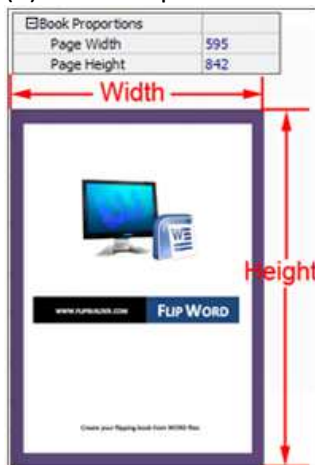 Book Proportions
Page Width 595
Page Height 842
Width
Height
W
WWW.FLIPBUILDER.COM FLIP WORD
Create your flipping book from WORD files